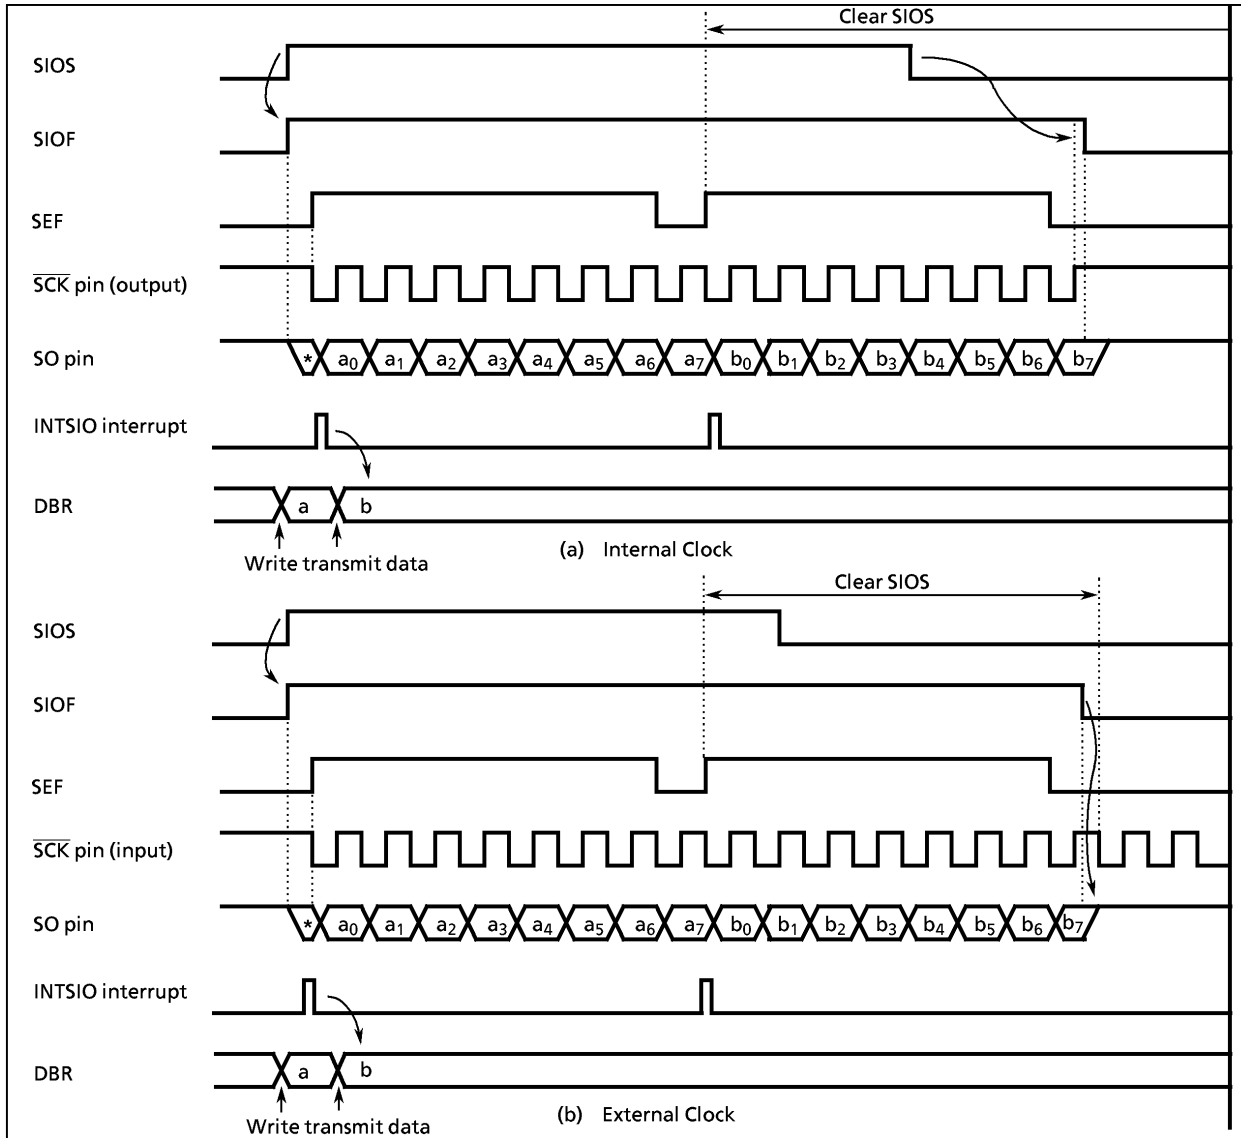 Clear SIOS
SIOS
SIOF
SEF
S̅C̅K̅ pin (output)
SO pin * a0 a1 a2 a3 a4 a5 a6 a7 b0 b1 b2 b3 b4 b5 b6 b7
INTSIO interrupt
DBR a b
Write transmit data
(a) Internal Clock
Clear SIOS
SIOS
SIOF
SEF
S̅C̅K̅ pin (input)
SO pin * a0 a1 a2 a3 a4 a5 a6 a7 b0 b1 b2 b3 b4 b5 b6 b7
INTSIO interrupt
DBR a b
Write transmit data
(b) External Clock